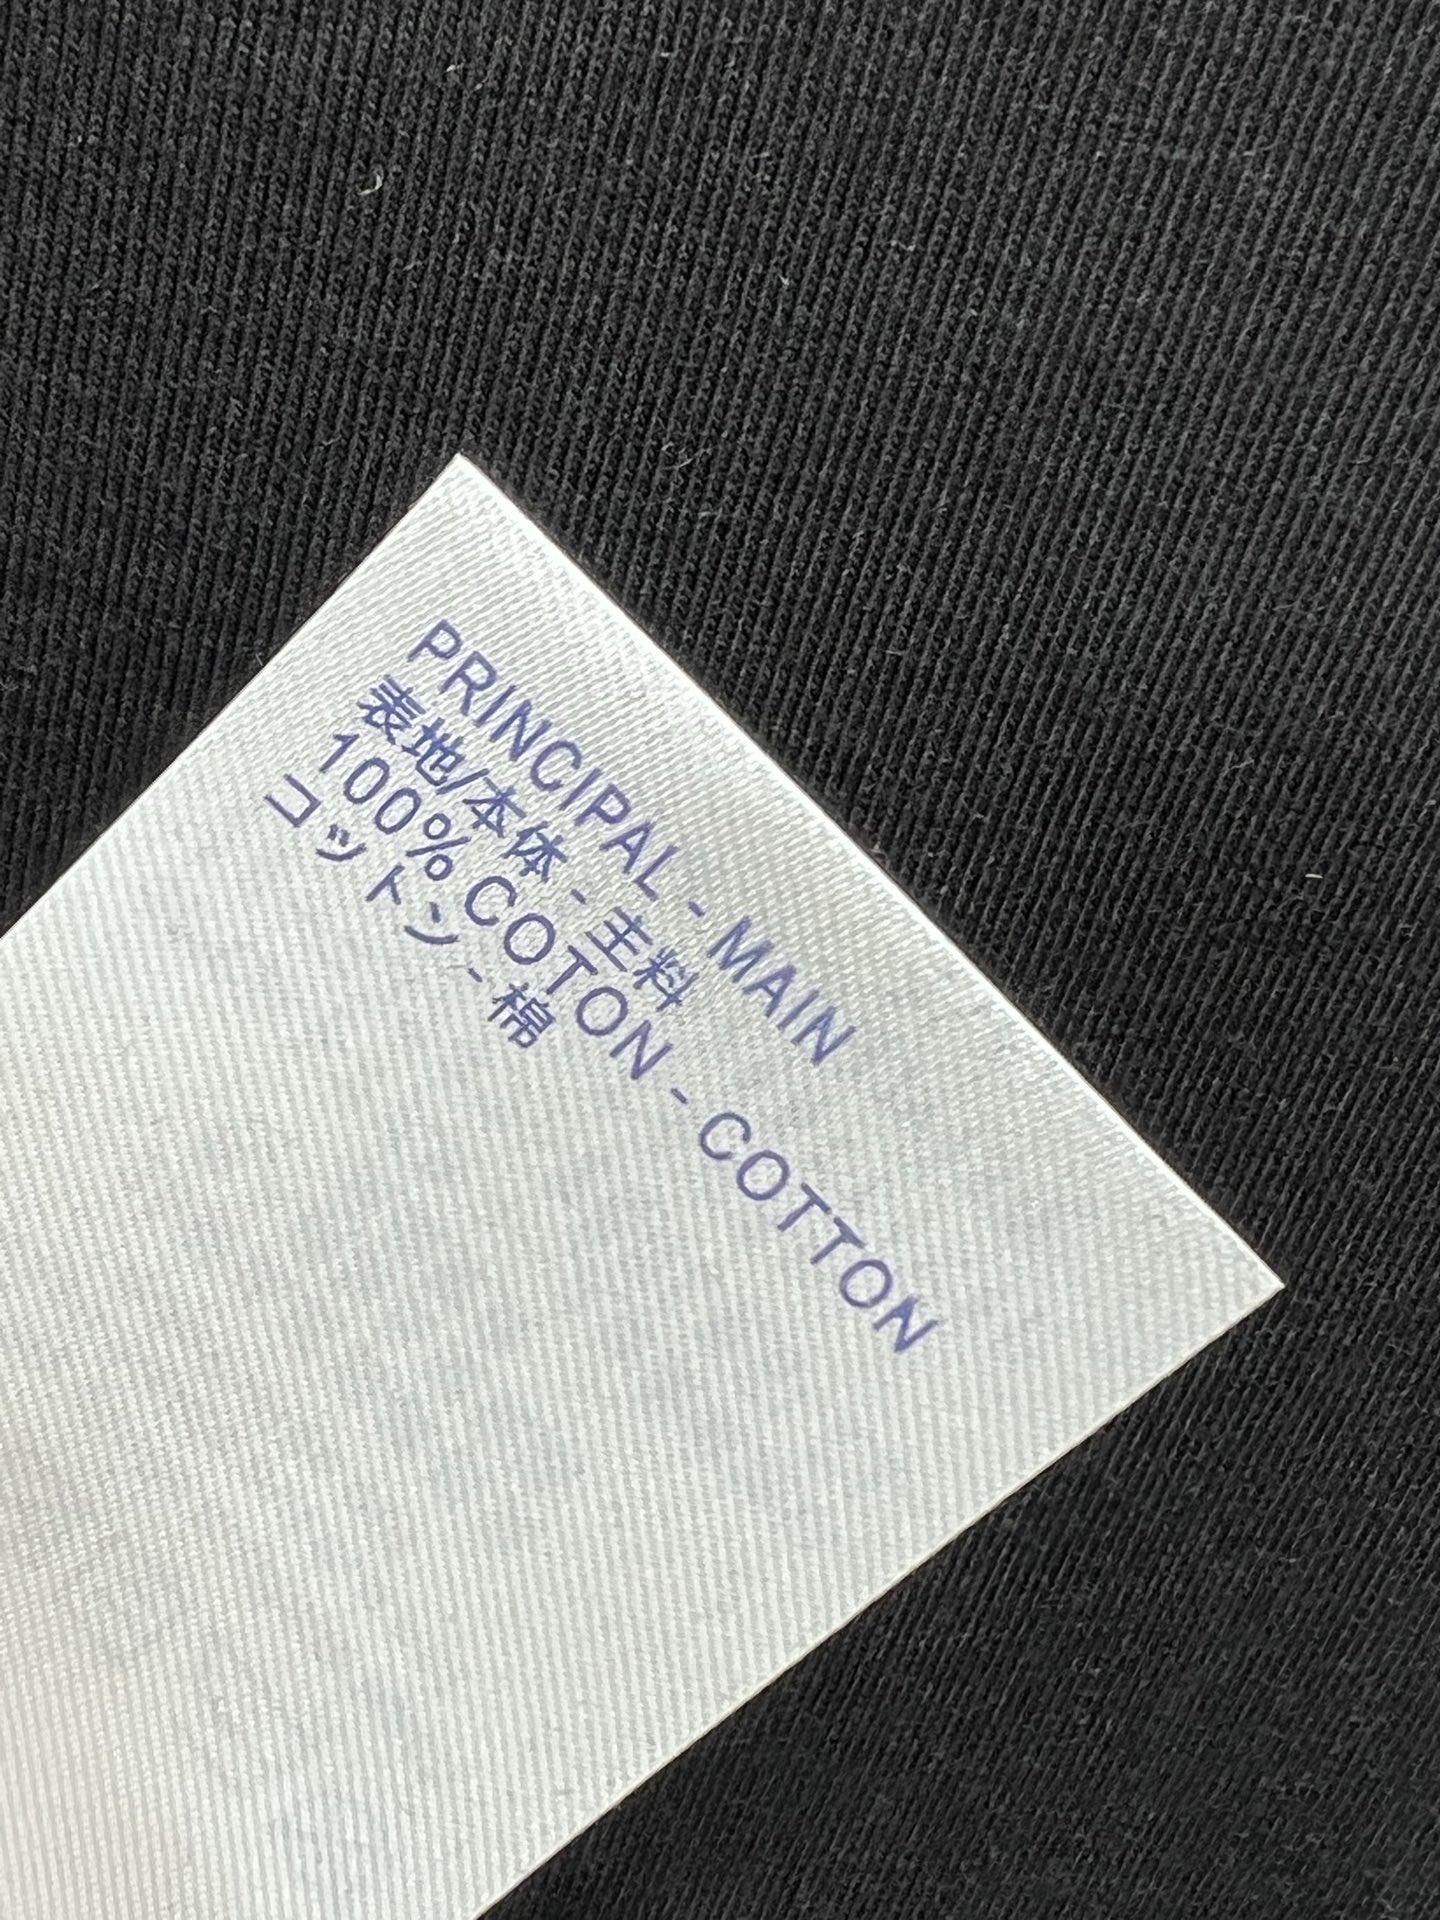 PRINCIPAL - MAIN
表地/本体 - 主料
100% COTON - COTTON
コットン - 棉